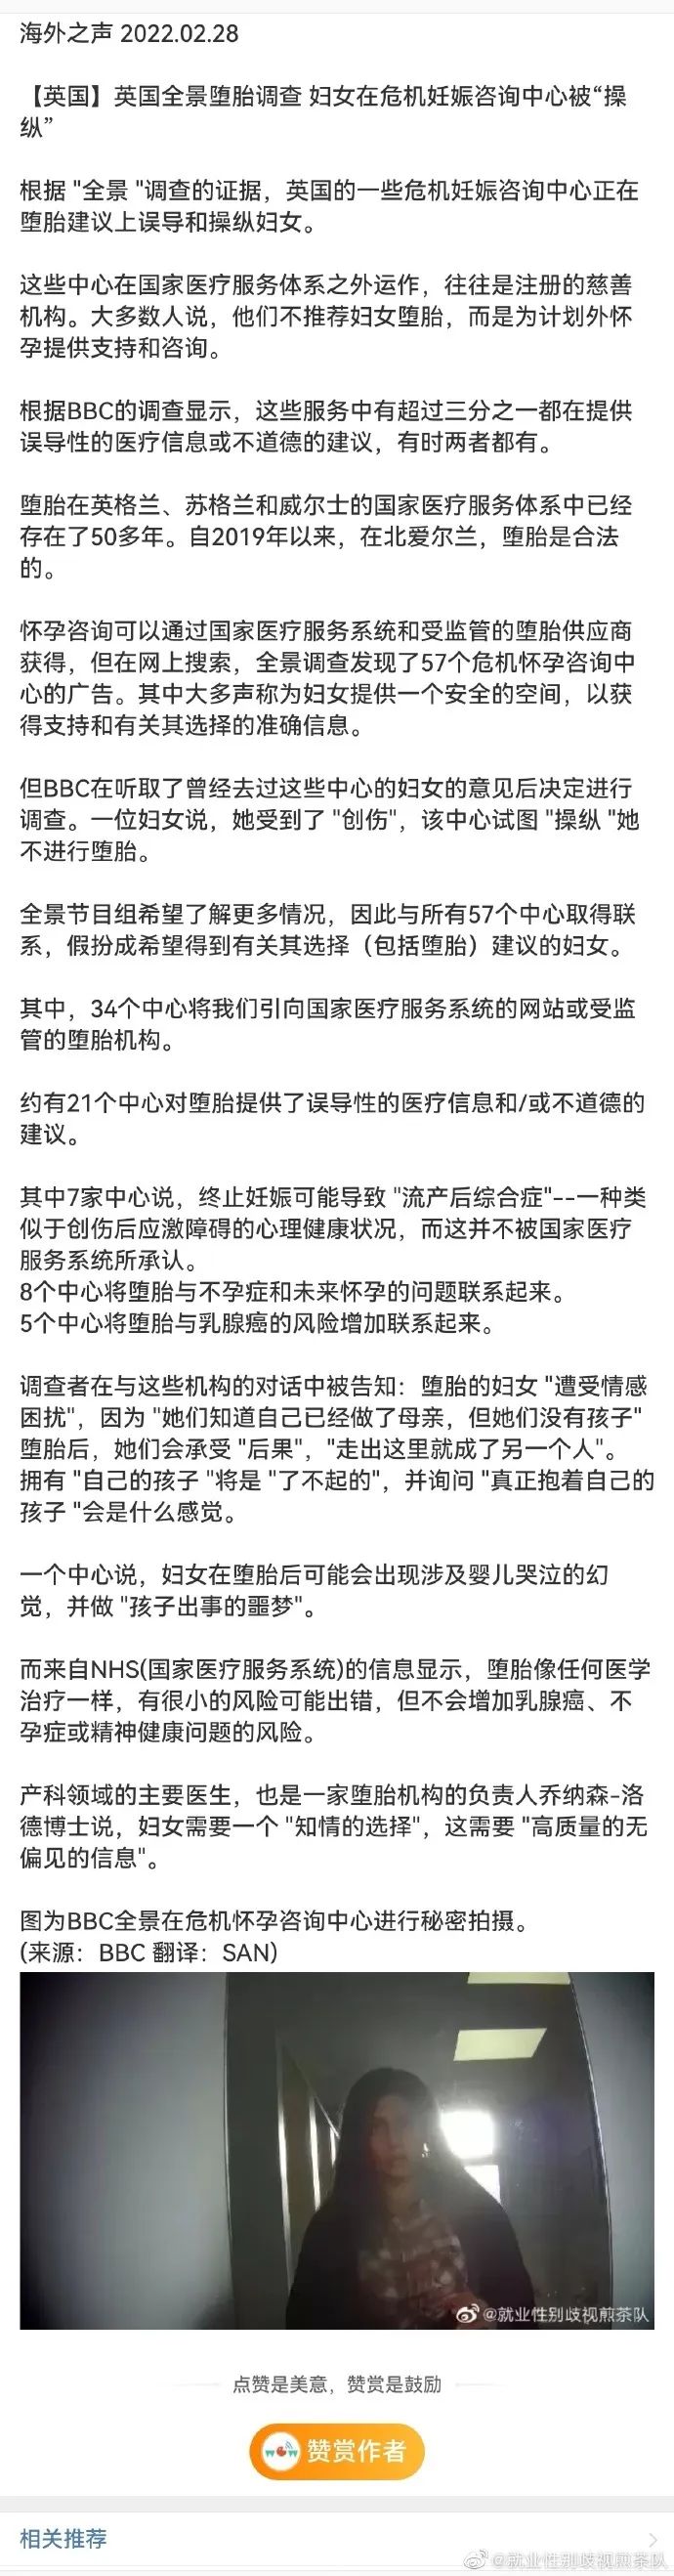 海外之声 2022.02.28
【英国】英国全景堕胎调查 妇女在危机妊娠咨询中心被“操
纵”
根据 "全景 "调查的证据，英国的一些危机妊娠咨询中心正在
堕胎建议上误导和操纵妇女。
这些中心在国家医疗服务体系之外运作，往往是注册的慈善
机构。大多数人说，他们不推荐妇女堕胎，而是为计划外怀
孕提供支持和咨询。
根据BBC的调查显示，这些服务中有超过三分之一都在提供
误导性的医疗信息或不道德的建议，有时两者都有。
堕胎在英格兰、苏格兰和威尔士的国家医疗服务体系中已经
存在了50多年。自2019年以来，在北爱尔兰，堕胎是合法
的。
怀孕咨询可以通过国家医疗服务系统和受监管的堕胎供应商
获得，但在网上搜索，全景调查发现了57个危机怀孕咨询中
心的广告。其中大多声称为妇女提供一个安全的空间，以获
得支持和有关其选择的准确信息。
但BBC在听取了曾经去过这些中心的妇女的意见后决定进行
调查。一位妇女说，她受到了 "创伤"，该中心试图 "操纵 "她
不进行堕胎。
全景节目组希望了解更多情况，因此与所有57个中心取得联
系，假扮成希望得到有关其选择（包括堕胎）建议的妇女。
其中，34个中心将我们引向国家医疗服务系统的网站或受监
管的堕胎机构。
约有21个中心对堕胎提供了误导性的医疗信息和/或不道德的
建议。
其中7家中心说，终止妊娠可能导致 "流产后综合症"--一种类
似于创伤后应激障碍的心理健康状况，而这并不被国家医疗
服务系统所承认。
8个中心将堕胎与不孕症和未来怀孕的问题联系起来。
5个中心将堕胎与乳腺癌的风险增加联系起来。
调查者在与这些机构的对话中被告知：堕胎的妇女 "遭受情感
困扰"，因为 "她们知道自己已经做了母亲，但她们没有孩子"
堕胎后，她们会承受 "后果"，"走出这里就成了另一个人"。
拥有 "自己的孩子 "将是 "了不起的"，并询问 "真正抱着自己的
孩子 "会是什么感觉。
一个中心说，妇女在堕胎后可能会出现涉及婴儿哭泣的幻
觉，并做 "孩子出事的噩梦"。
而来自NHS(国家医疗服务系统)的信息显示，堕胎像任何医学
治疗一样，有很小的风险可能出错，但不会增加乳腺癌、不
孕症或精神健康问题的风险。
产科领域的主要医生，也是一家堕胎机构的负责人乔纳森-洛
德博士说，妇女需要一个 "知情的选择"，这需要 "高质量的无
偏见的信息"。
图为BBC全景在危机怀孕咨询中心进行秘密拍摄。
(来源：BBC 翻译：SAN)
@就业性别歧视煎茶队
点赞是美意，赞赏是鼓励
WOW 赞赏作者
相关推荐
@就业性别歧视煎茶队